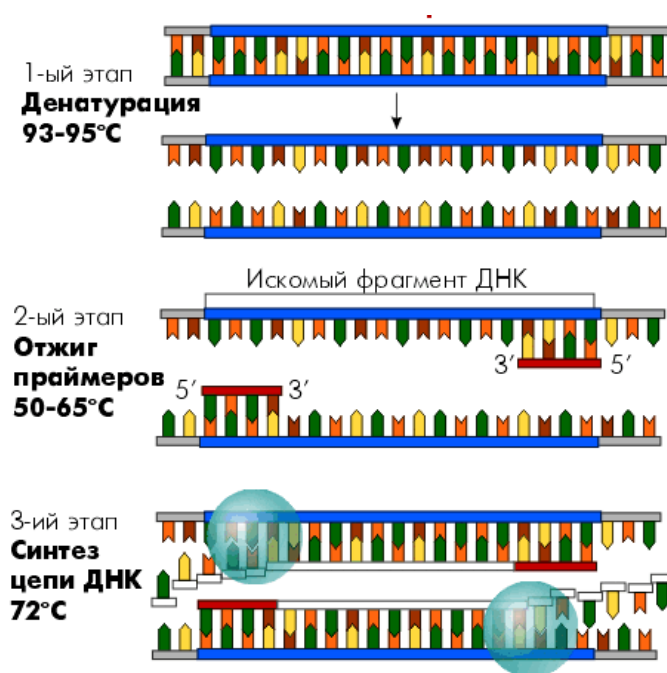 1-ый этап
Денатурация
93-95°C
Искомый фрагмент ДНК
2-ый этап
Отжиг
праймеров
50-65°C
3′ 5′
5′ 3′
3-ий этап
Синтез
цепи ДНК
72°C